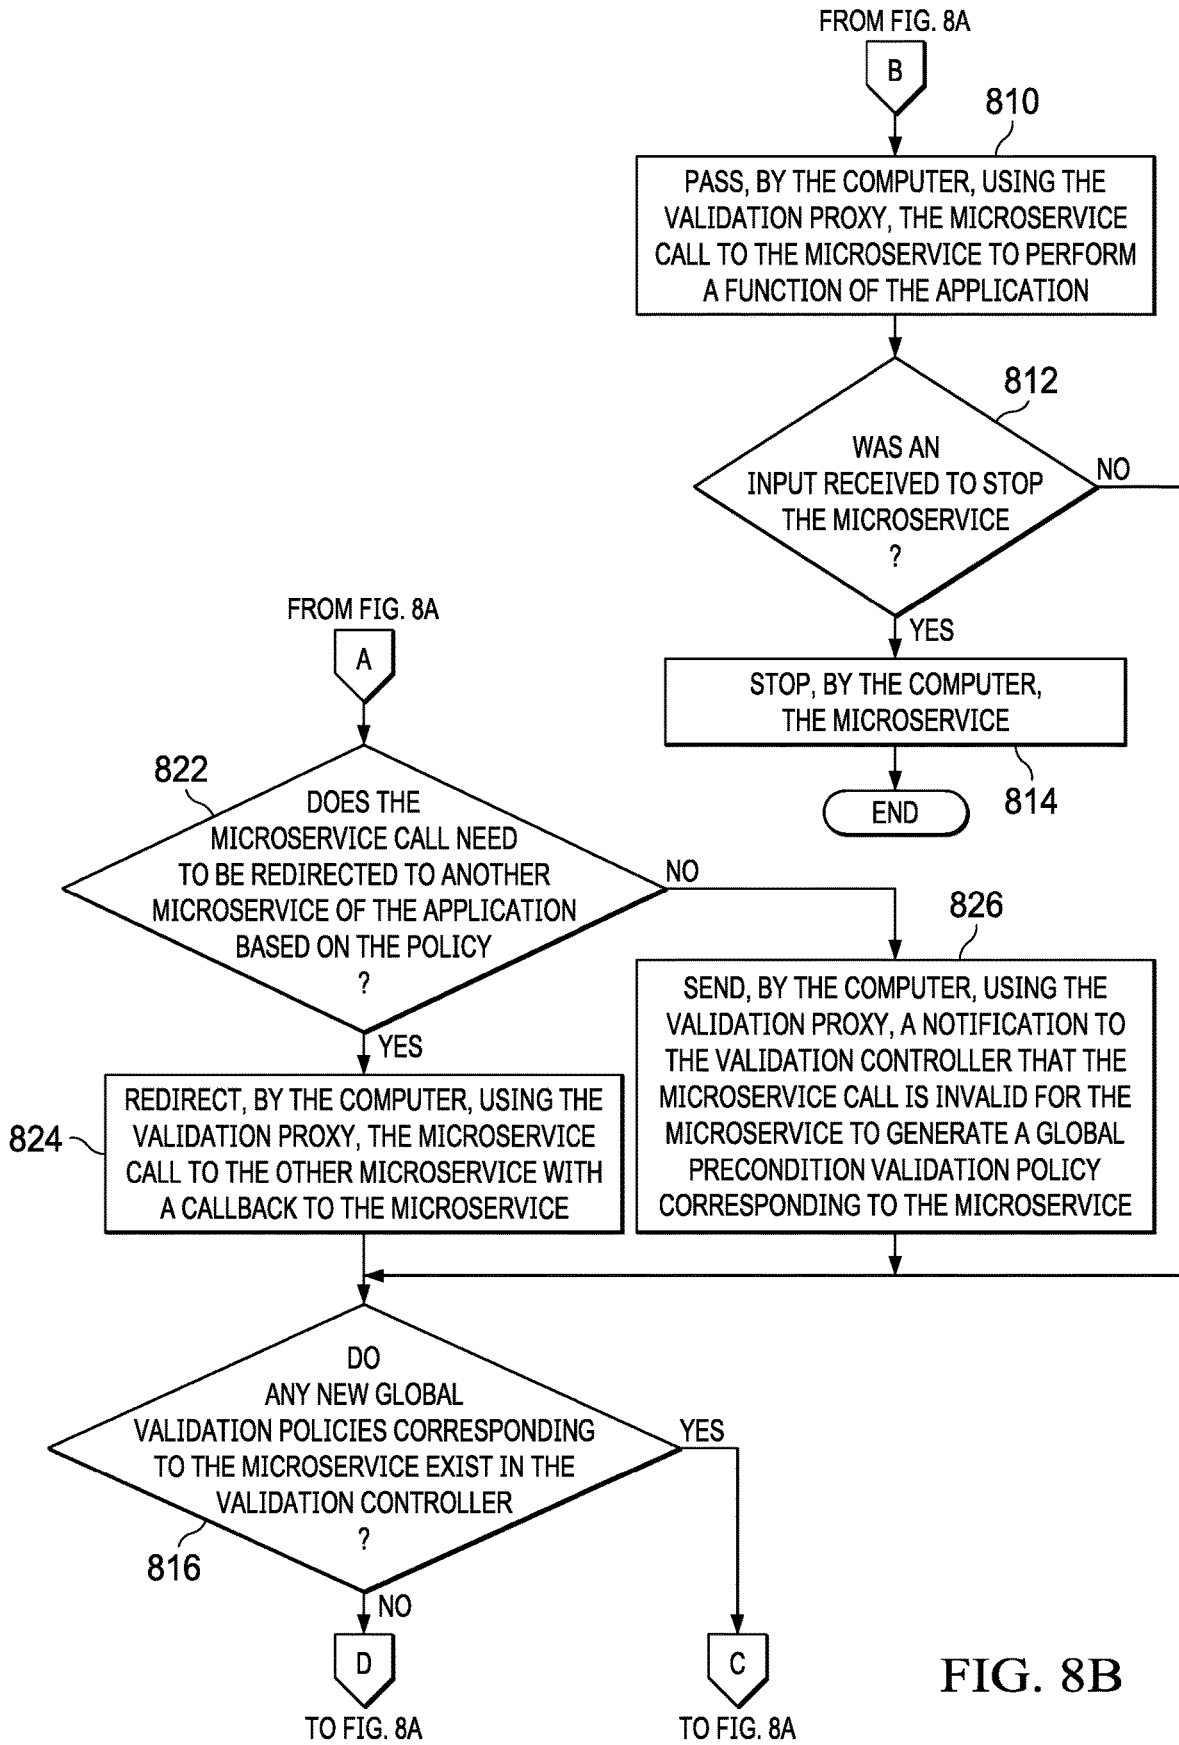 FROM FIG. 8A
B
810
PASS, BY THE COMPUTER, USING THE
VALIDATION PROXY, THE MICROSERVICE
CALL TO THE MICROSERVICE TO PERFORM
A FUNCTION OF THE APPLICATION
812
WAS AN
INPUT RECEIVED TO STOP
THE MICROSERVICE
?
NO
YES
STOP, BY THE COMPUTER,
THE MICROSERVICE
814
END
FROM FIG. 8A
A
822
DOES THE
MICROSERVICE CALL NEED
TO BE REDIRECTED TO ANOTHER
MICROSERVICE OF THE APPLICATION
BASED ON THE POLICY
?
NO
YES
824
REDIRECT, BY THE COMPUTER, USING THE
VALIDATION PROXY, THE MICROSERVICE
CALL TO THE OTHER MICROSERVICE WITH
A CALLBACK TO THE MICROSERVICE
826
SEND, BY THE COMPUTER, USING THE
VALIDATION PROXY, A NOTIFICATION TO
THE VALIDATION CONTROLLER THAT THE
MICROSERVICE CALL IS INVALID FOR THE
MICROSERVICE TO GENERATE A GLOBAL
PRECONDITION VALIDATION POLICY
CORRESPONDING TO THE MICROSERVICE
DO
ANY NEW GLOBAL
VALIDATION POLICIES CORRESPONDING
TO THE MICROSERVICE EXIST IN THE
VALIDATION CONTROLLER
?
816
YES
NO
D
TO FIG. 8A
C
TO FIG. 8A
FIG. 8B